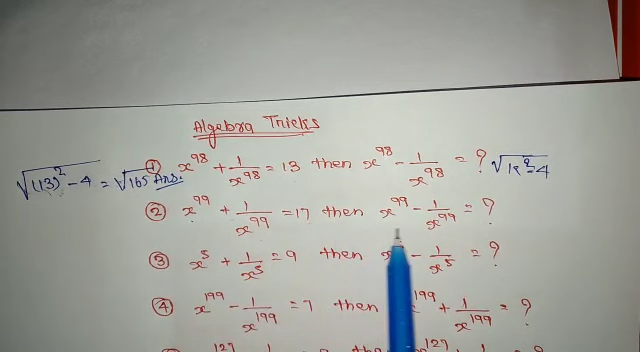 Algebra Tricks
√(13)² - 4 = √165 Ans.
① x⁹⁸ + 1/x⁹⁸ = 13 then x⁹⁸ - 1/x⁹⁸ = ? √k² - 4
② x⁹⁹ + 1/x⁹⁹ = 17 then x⁹⁹ - 1/x⁹⁹ = ?
③ x⁵ + 1/x⁵ = 9 then x - 1/x⁵ = ?
④ x¹⁹⁹ - 1/x¹⁹⁹ = 7 then ¹⁹⁹ + 1/x¹⁹⁹ = ?